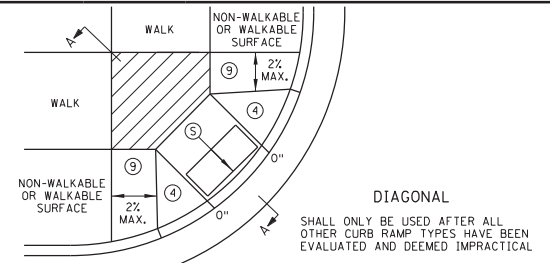 WALK
NON-WALKABLE
OR WALKABLE
SURFACE
A
9
2%
MAX.
A
WALK
4
S
0"
9
NON-WALKABLE
OR WALKABLE
SURFACE
2%
MAX.
4
0"
A
DIAGONAL
SHALL ONLY BE USED AFTER ALL
OTHER CURB RAMP TYPES HAVE BEEN
EVALUATED AND DEEMED IMPRACTICAL